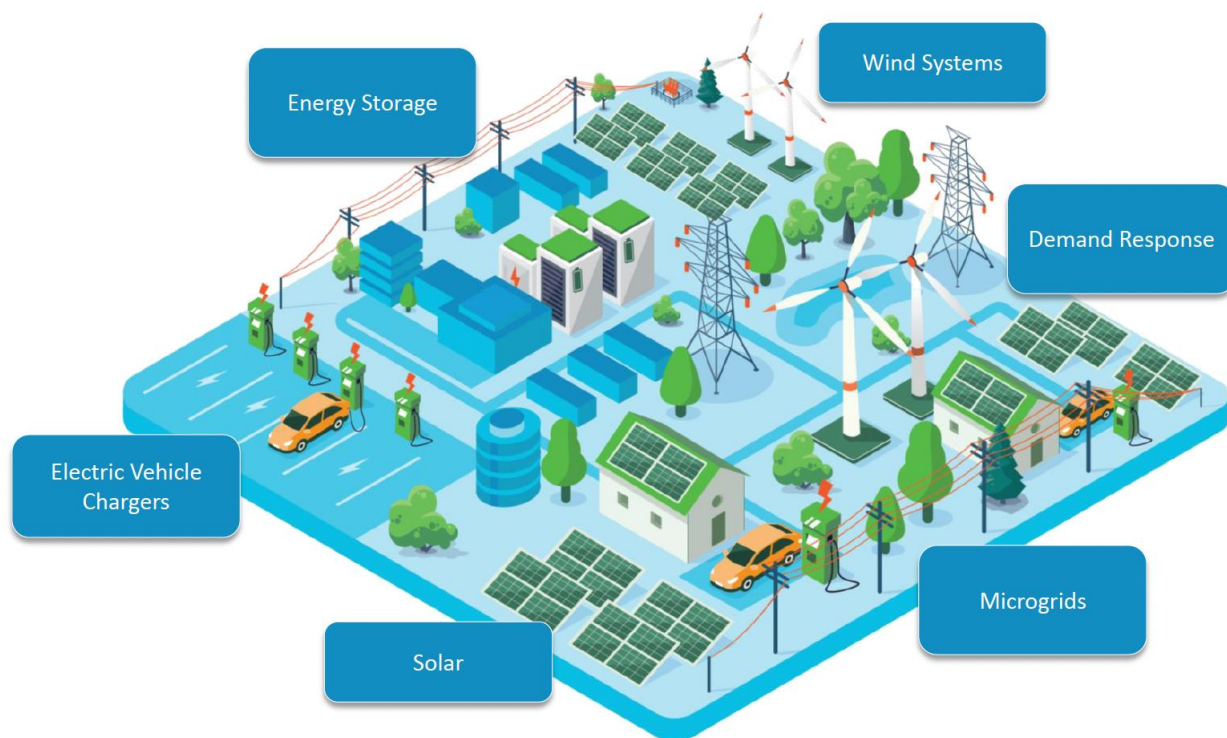 Wind Systems
Energy Storage
Demand Response
Electric Vehicle
Chargers
Microgrids
Solar